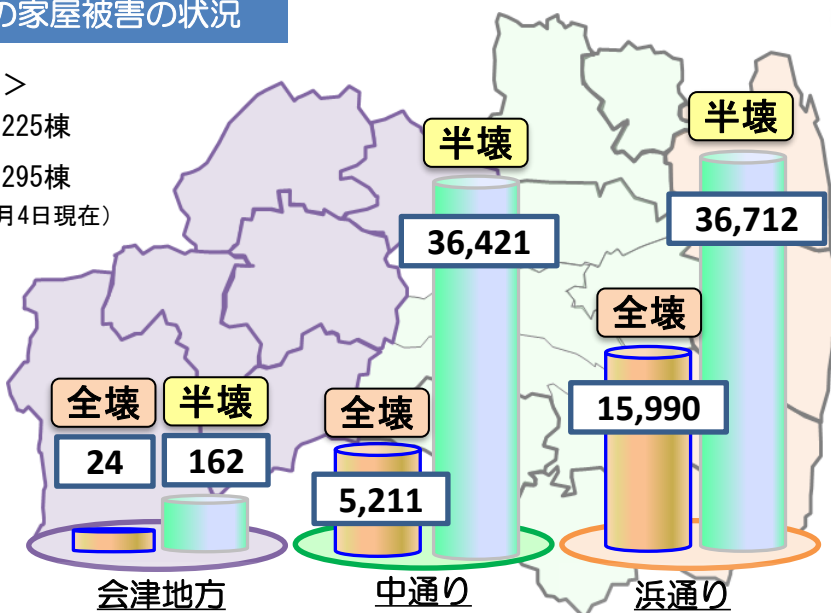 の家屋被害の状況
＞
225棟
295棟
月4日現在）
半壊
36,421
半壊
36,712
全壊
15,990
全壊
24
半壊
162
全壊
5,211
会津地方
中通り
浜通り